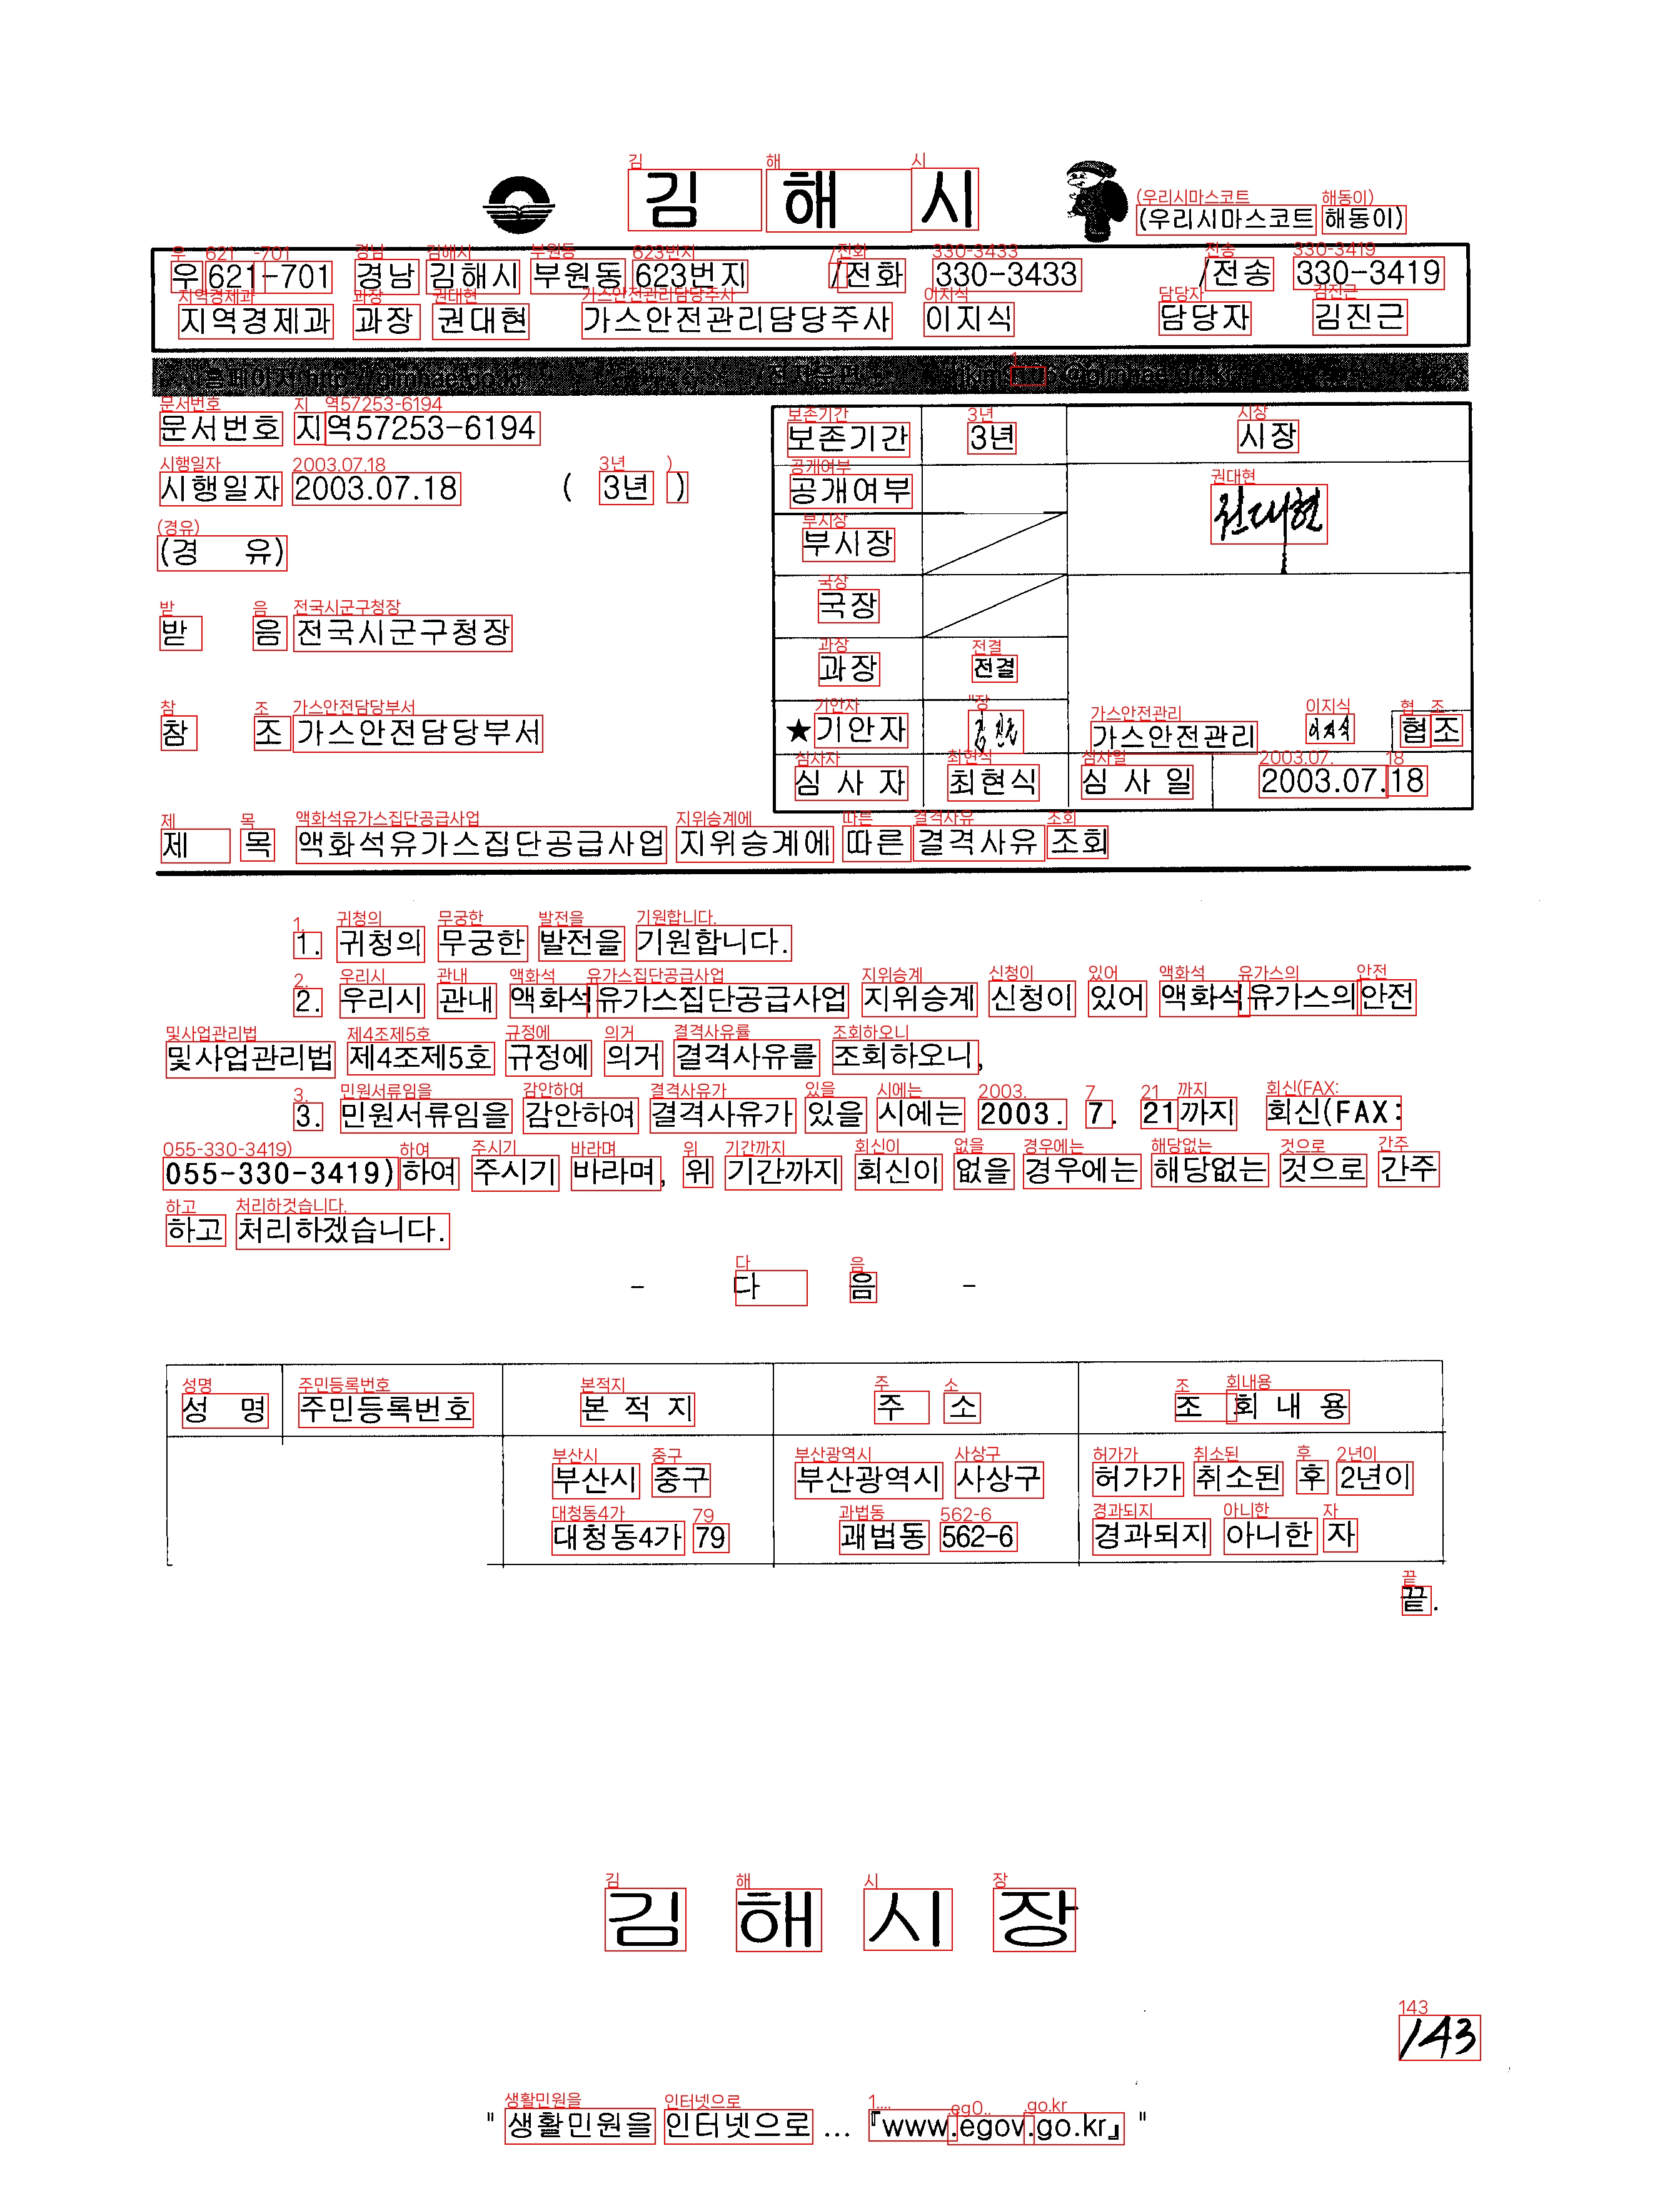 김 해 시 (우리시마스코트 해동이)
우621-701 경남 김해시 부원동 623번지 /전화 330-3433 /전송 330-3419
지역경제과 과장 권대현 가스안전관리담당주사 이지식 담당자 김진근
문서번호 지역57253-6194
시행일자 2003.07.18 ( 3년 )
(경 유)
받 음 전국시군구청장
참 조 가스안전담당부서
보존기간 3년 시장
공개여부 권대현
부시장
국장
과장 전결
★기안자 가스안전관리 이지식 협조
심 사 자 최현식 심 사 일 2003.07.18
제 목 액화석유가스집단공급사업 지위승계에 따른 결격사유 조회
1. 귀청의 무궁한 발전을 기원합니다.
2. 우리시 관내 액화석유가스집단공급사업 지위승계 신청이 있어 액화석유가스의안전
및사업관리법 제4조제5호 규정에 의거 결격사유를 조회하오니,
3. 민원서류임을 감안하여 결격사유가 있을 시에는 2003. 7. 21까지 회신(FAX:
055-330-3419)하여 주시기 바라며, 위 기간까지 회신이 없을 경우에는 해당없는 것으로 간주
하고 처리하겠습니다.
- 다 음 -
성 명 주민등록번호 본 적 지 주 소 조 회 내 용
부산시 중구 부산광역시 사상구 허가가 취소된 후 2년이
대청동4가 79 괘법동 562-6 경과되지 아니한 자
끝.
김 해 시 장
143
" 생활민원을 인터넷으로 ... 『www.egov.go.kr』 "